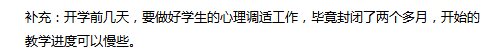 补充：开学前几天，要做好学生的心理调适工作，毕竟封闭了两个多月，开始的
教学进度可以慢些。